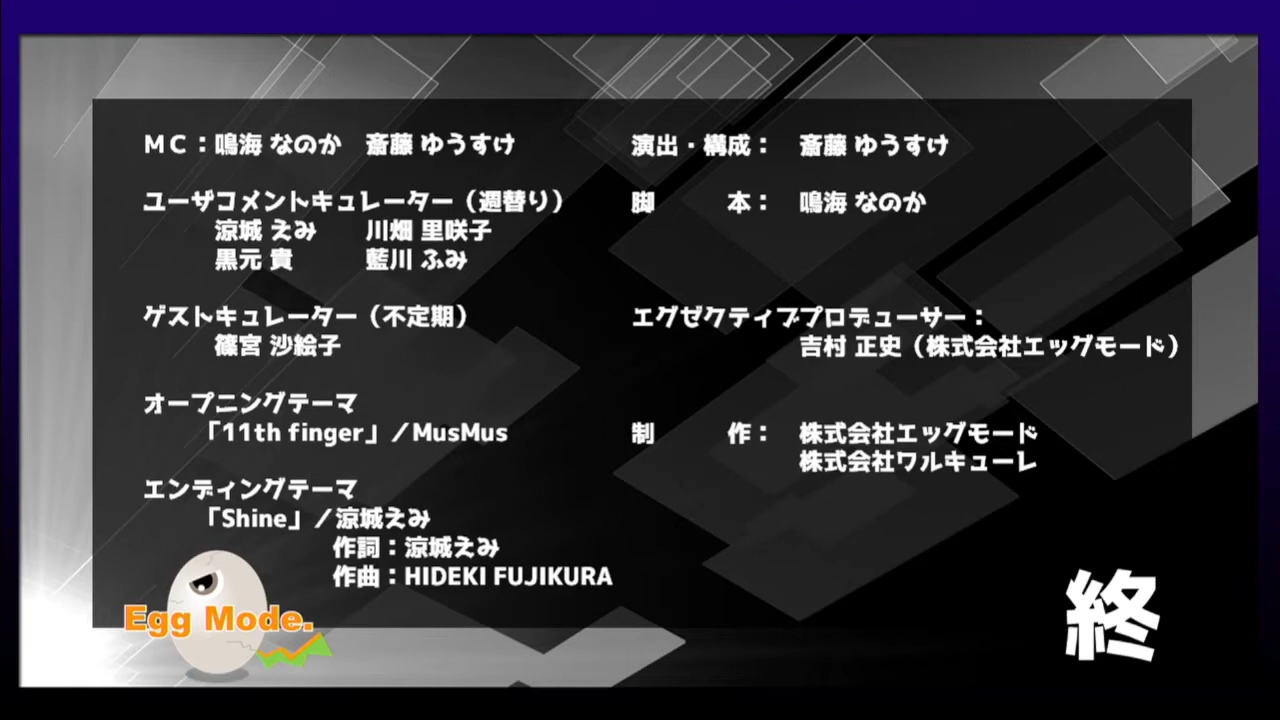 MC：鳴海 なのか　斎藤 ゆうすけ
ユーザコメントキュレーター（週替り）
涼城 えみ　川畑 里咲子
黒元 貴　藍川 ふみ
ゲストキュレーター（不定期）
篠宮 沙絵子
オープニングテーマ
「11th finger」／MusMus
エンディングテーマ
「Shine」／涼城えみ
作詞：涼城えみ
作曲：HIDEKI FUJIKURA
Egg Mode.
演出・構成：　斎藤 ゆうすけ
脚　本：　鳴海 なのか
エグゼクティブプロデューサー：
吉村 正史（株式会社エッグモード）
制　作：　株式会社エッグモード
株式会社ワルキューレ
終